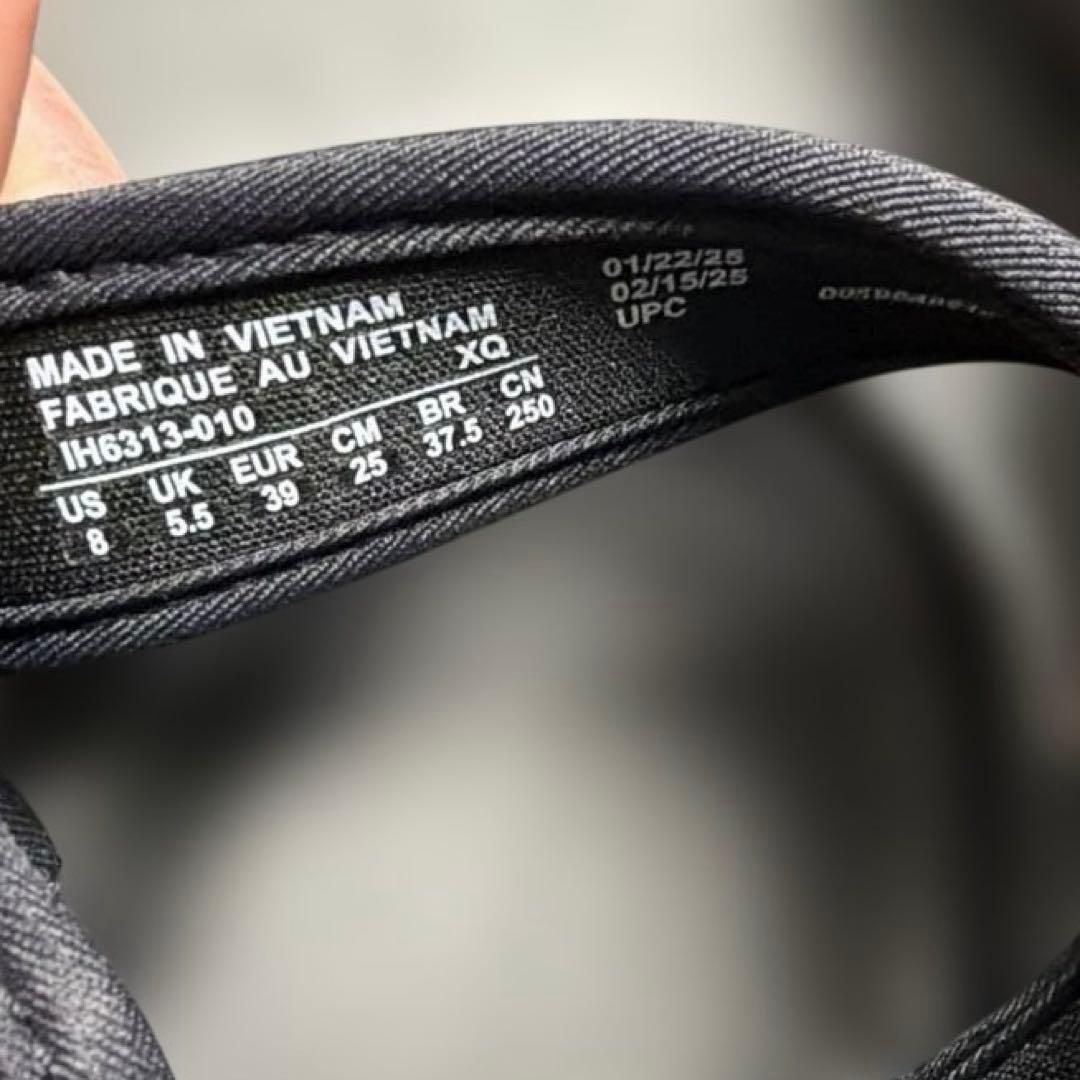 MADE IN VIETNAM
FABRIQUE AU VIETNAM
IH6313-010 XQ
US UK EUR CM BR CN
8 5.5 39 25 37.5 250
01/22/25
02/15/25
UPC